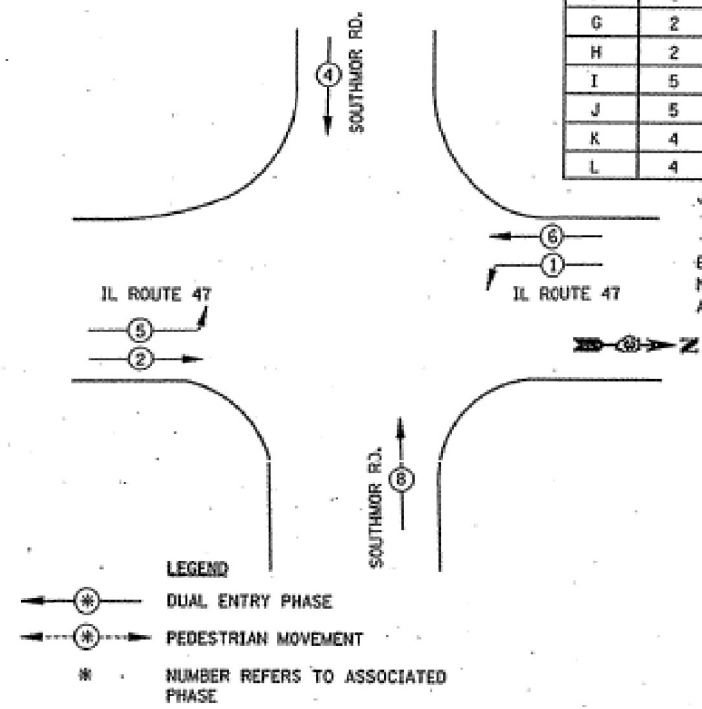 G 2
H 2
I 5
J 5
K 4
L 4
SOUTHMOR RD.
4
6
1
IL ROUTE 47
IL ROUTE 47
5
2
N
SOUTHMOR RD.
8
LEGEND
* DUAL ENTRY PHASE
* PEDESTRIAN MOVEMENT
* NUMBER REFERS TO ASSOCIATED
PHASE